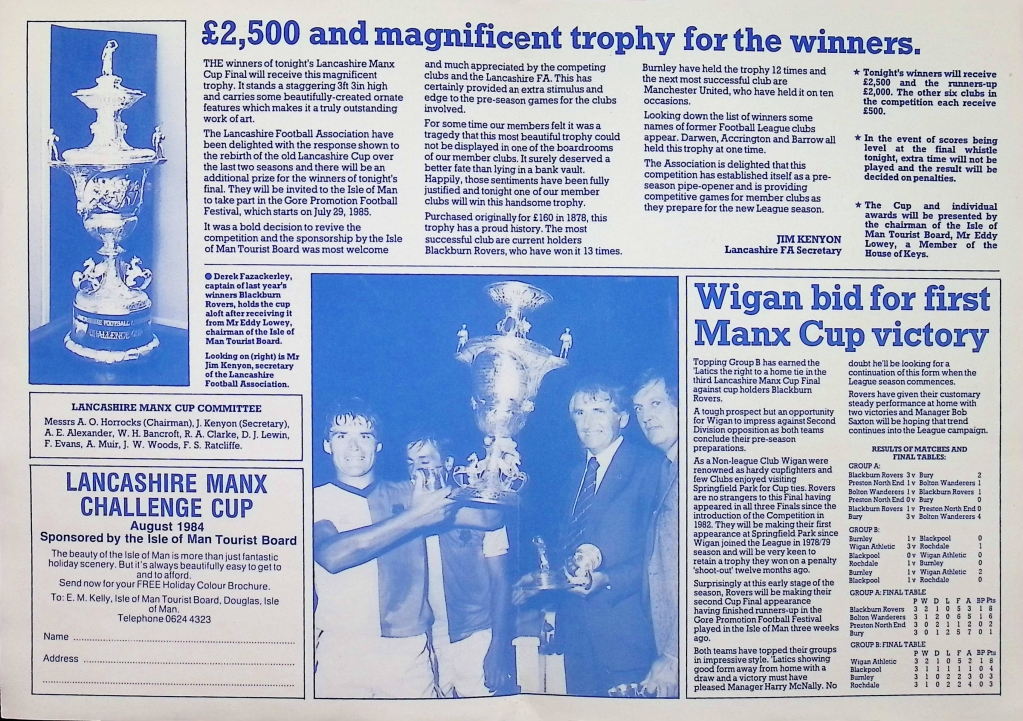 £2,500 and magnificent trophy for the winners.
THE winners of tonight's Lancashire Manx
Cup Final will receive this magnificent
trophy. It stands a staggering 3ft 3in high
and carries some beautifully-created ornate
features which makes it a truly outstanding
work of art.
The Lancashire Football Association have
been delighted with the response shown to
the rebirth of the old Lancashire Cup over
the last two seasons and there will be an
additional prize for the winners of tonight's
final. They will be invited to the Isle of Man
to take part in the Gore Promotion Football
Festival, which starts on July 29, 1985.
It was a bold decision to revive the
competition and the sponsorship by the Isle
of Man Tourist Board was most welcome
and much appreciated by the competing
clubs and the Lancashire FA. This has
certainly provided an extra stimulus and
edge to the pre-season games for the clubs
involved.
For some time our members felt it was a
tragedy that this most beautiful trophy could
not be displayed in one of the boardrooms
of our member clubs. It surely deserved a
better fate than lying in a bank vault.
Happily, those sentiments have been fully
justified and tonight one of our member
clubs will win this handsome trophy.
Purchased originally for £160 in 1878, this
trophy has a proud history. The most
successful club are current holders
Blackburn Rovers, who have won it 13 times.
Burnley have held the trophy 12 times and
the next most successful club are
Manchester United, who have held it on ten
occasions.
Looking down the list of winners some
names of former Football League clubs
appear. Darwen, Accrington and Barrow all
held this trophy at one time.
The Association is delighted that this
competition has established itself as a pre-
season pipe-opener and is providing
competitive games for member clubs as
they prepare for the new League season.
JIM KENYON
Lancashire FA Secretary
★ Tonight's winners will receive
£2,500 and the runners-up
£2,000. The other six clubs in
the competition each receive
£500.
★ In the event of scores being
level at the final whistle
tonight, extra time will not be
played and the result will be
decided on penalties.
★ The Cup and individual
awards will be presented by
the chairman of the Isle of
Man Tourist Board, Mr Eddy
Lowey, a Member of the
House of Keys.
LANCASHIRE FOOTBALL
CHALLENGE CUP
● Derek Fazackerley,
captain of last year's
winners Blackburn
Rovers, holds the cup
aloft after receiving it
from Mr Eddy Lowey,
chairman of the Isle of
Man Tourist Board.
Looking on (right) is Mr
Jim Kenyon, secretary
of the Lancashire
Football Association.
LANCASHIRE MANX CUP COMMITTEE
Messrs A. O. Horrocks (Chairman), J. Kenyon (Secretary),
A. E. Alexander, W. H. Bancroft, R. A. Clarke, D. J. Lewin,
F. Evans, A. Muir, J. W. Woods, F. S. Ratcliffe.
LANCASHIRE MANX
CHALLENGE CUP
August 1984
Sponsored by the Isle of Man Tourist Board
The beauty of the Isle of Man is more than just fantastic
holiday scenery. But it's always beautifully easy to get to
and to afford.
Send now for your FREE Holiday Colour Brochure.
To: E. M. Kelly, Isle of Man Tourist Board, Douglas, Isle
of Man.
Telephone 0624 4323
Name
Address
Wigan bid for first
Manx Cup victory
Topping Group B has earned the
'Latics the right to a home tie in the
third Lancashire Manx Cup Final
against cup holders Blackburn
Rovers.
A tough prospect but an opportunity
for Wigan to impress against Second
Division opposition as both teams
conclude their pre-season
preparations.
As a Non-league Club Wigan were
renowned as hardy cupfighters and
few Clubs enjoyed visiting
Springfield Park for Cup ties. Rovers
are no strangers to this Final having
appeared in all three Finals since
the introduction of the Competition in
1982. They will be making their first
appearance at Springfield Park since
Wigan joined the League in 1978/79
season and will be very keen to
retain a trophy they won on a penalty
'shoot-out' twelve months ago.
Surprisingly at this early stage of the
season, Rovers will be making their
second Cup Final appearance
having finished runners-up in the
Gore Promotion Football Festival
played in the Isle of Man three weeks
ago.
Both teams have topped their groups
in impressive style. 'Latics showing
good form away from home with a
draw and a victory must have
pleased Manager Harry McNally. No
doubt he'll be looking for a
continuation of this form when the
League season commences.
Rovers have given their customary
steady performance at home with
two victories and Manager Bob
Saxton will be hoping that trend
continues into the League campaign.
RESULTS OF MATCHES AND
FINAL TABLES:
GROUP A:
Blackburn Rovers 3 v Bury 2
Preston North End 1 v Bolton Wanderers 1
Bolton Wanderers 1 v Blackburn Rovers 1
Preston North End 0 v Bury 0
Blackburn Rovers 1 v Preston North End 0
Bury 3 v Bolton Wanderers 4
GROUP B:
Burnley 1 v Blackpool 0
Wigan Athletic 3 v Rochdale 1
Blackpool 0 v Wigan Athletic 0
Rochdale 1 v Burnley 0
Burnley 1 v Wigan Athletic 2
Blackpool 1 v Rochdale 0
GROUP A: FINAL TABLE
P W D L F A BP Pts
Blackburn Rovers 3 2 1 0 5 3 1 8
Bolton Wanderers 3 1 2 0 6 5 1 6
Preston North End 3 0 2 1 1 2 0 2
Bury 3 0 1 2 5 7 0 1
GROUP B: FINAL TABLE
P W D L F A BP Pts
Wigan Athletic 3 2 1 0 5 2 1 8
Blackpool 3 1 1 1 1 1 0 4
Burnley 3 1 0 2 2 3 0 3
Rochdale 3 1 0 2 2 4 0 3